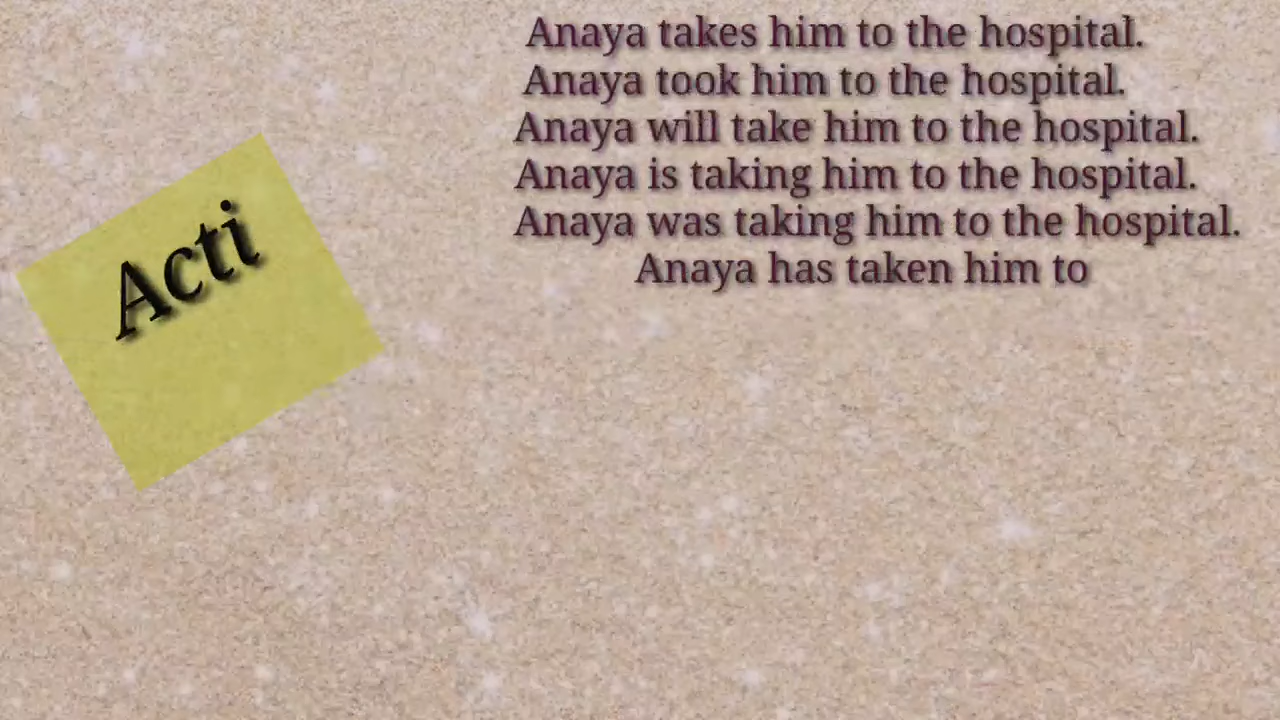 Anaya takes him to the hospital.
Anaya took him to the hospital.
Anaya will take him to the hospital.
Anaya is taking him to the hospital.
Anaya was taking him to the hospital.
Anaya has taken him to
Acti